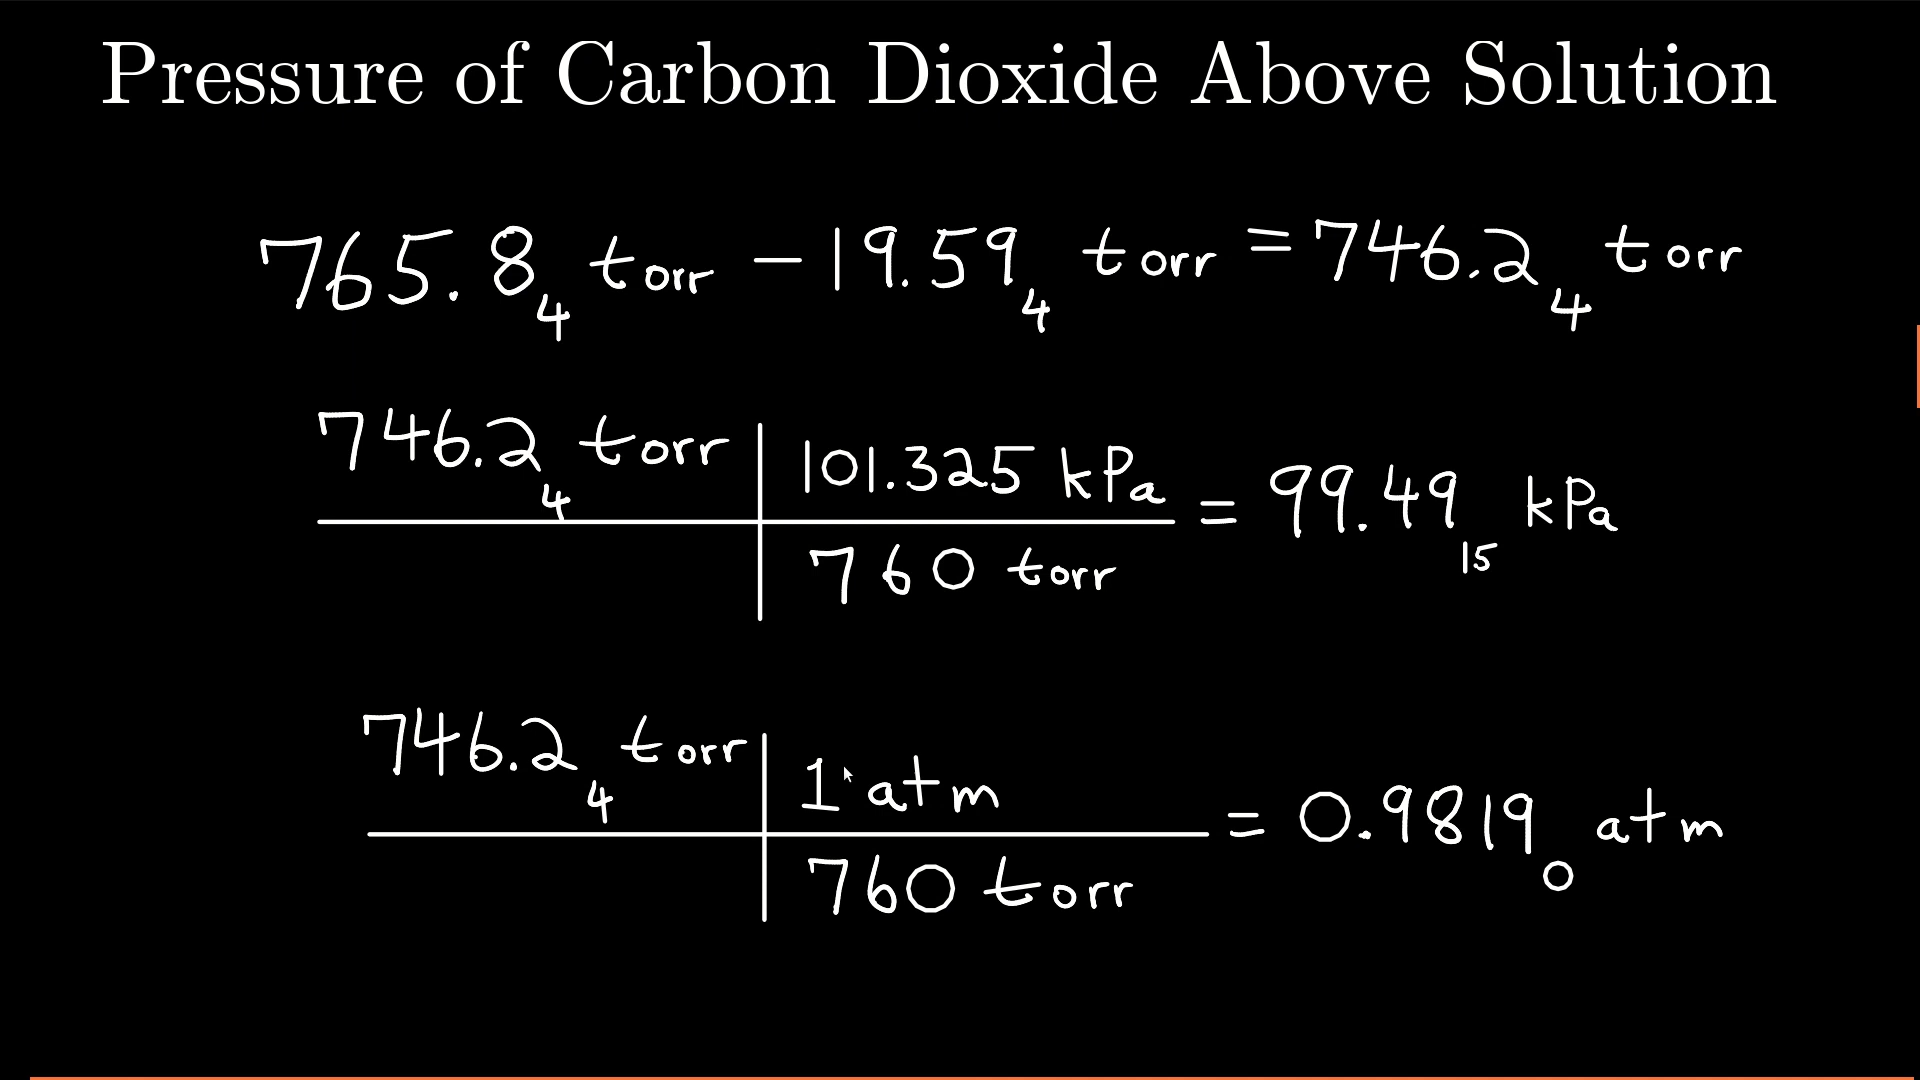 Pressure of Carbon Dioxide Above Solution
765.8₄ torr − 19.59₄ torr = 746.2₄ torr
746.2₄ torr | 101.325 kPa = 99.49₁₅ kPa
760 torr
746.2₄ torr | 1 atm = 0.9819₀ atm
760 torr